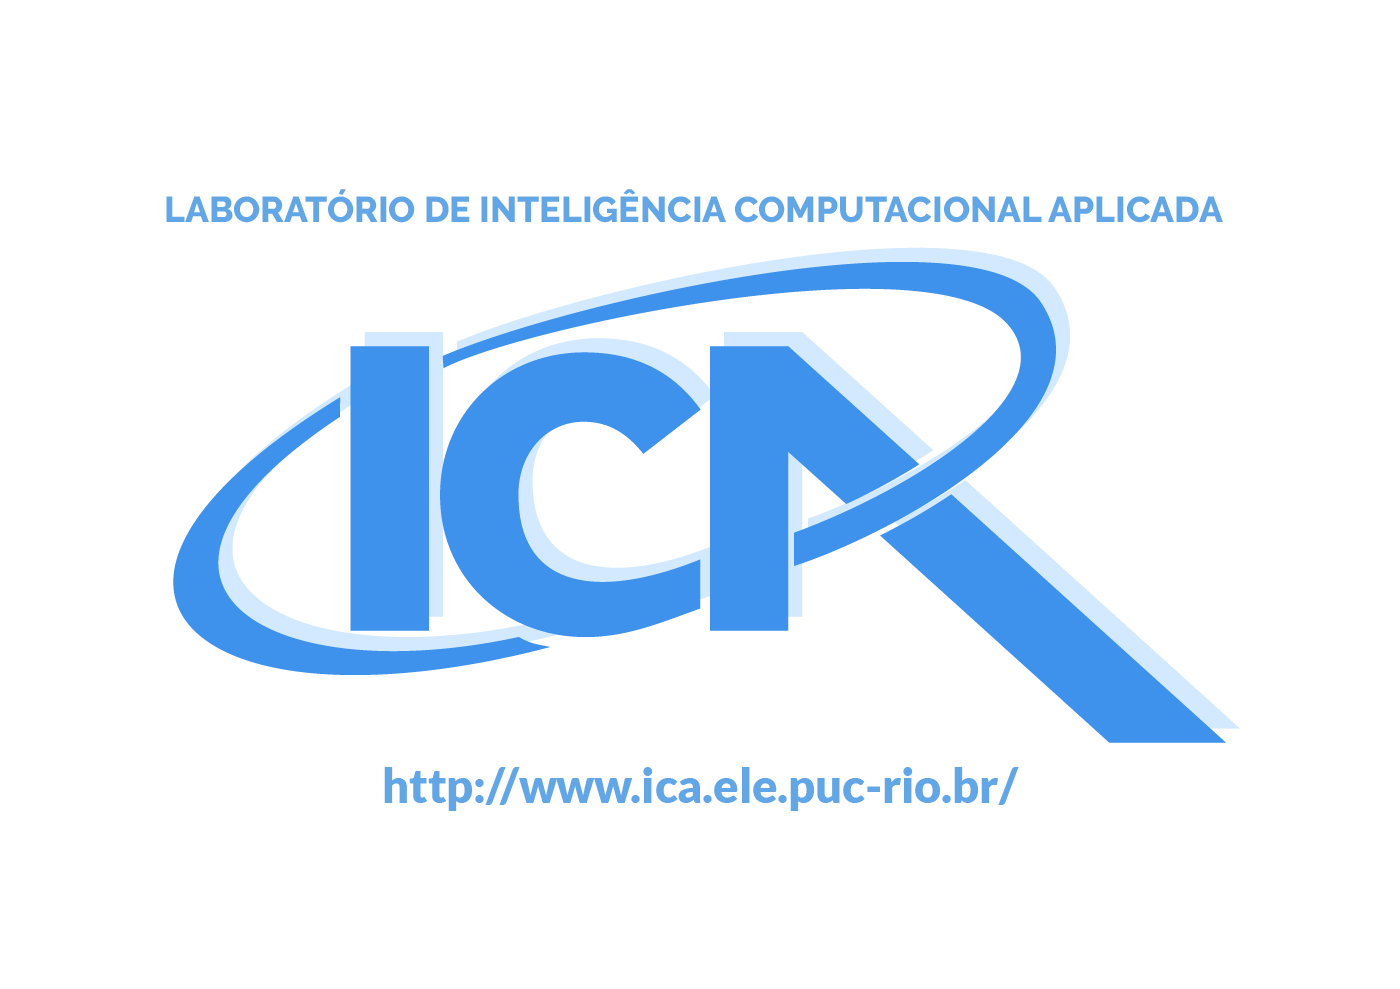 LABORATÓRIO DE INTELIGÊNCIA COMPUTACIONAL APLICADA
ICA
http://www.ica.ele.puc-rio.br/